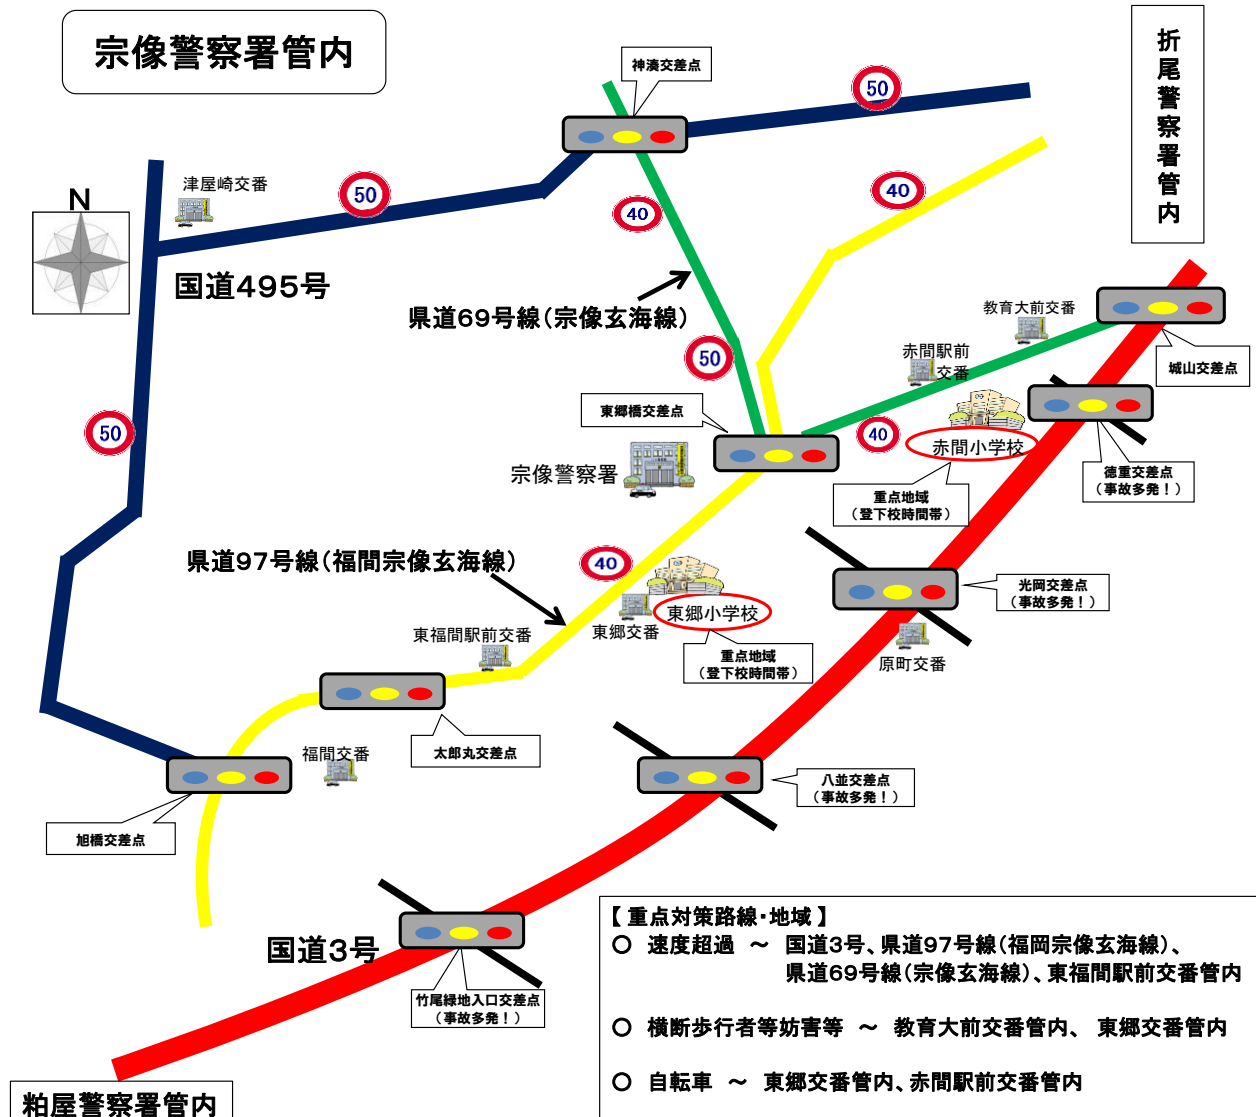 宗像警察署管内
神湊交差点
折尾警察署管内
50
津屋崎交番
N
50
40
40
国道495号
県道69号線(宗像玄海線)
教育大前交番
赤間駅前
交番
城山交差点
50
東郷橋交差点
50
40
赤間小学校
宗像警察署
徳重交差点
(事故多発!)
重点地域
(登下校時間帯)
県道97号線(福間宗像玄海線)
40
光岡交差点
(事故多発!)
東郷小学校
東郷交番
東福間駅前交番
原町交番
重点地域
(登下校時間帯)
福間交番
太郎丸交差点
八並交差点
(事故多発!)
旭橋交差点
国道3号
竹尾緑地入口交差点
(事故多発!)
粕屋警察署管内
【重点対策路線・地域】
○ 速度超過 ~ 国道3号、県道97号線(福岡宗像玄海線)、
県道69号線(宗像玄海線)、東福間駅前交番管内
○ 横断歩行者等妨害等 ~ 教育大前交番管内、 東郷交番管内
○ 自転車 ~ 東郷交番管内、赤間駅前交番管内